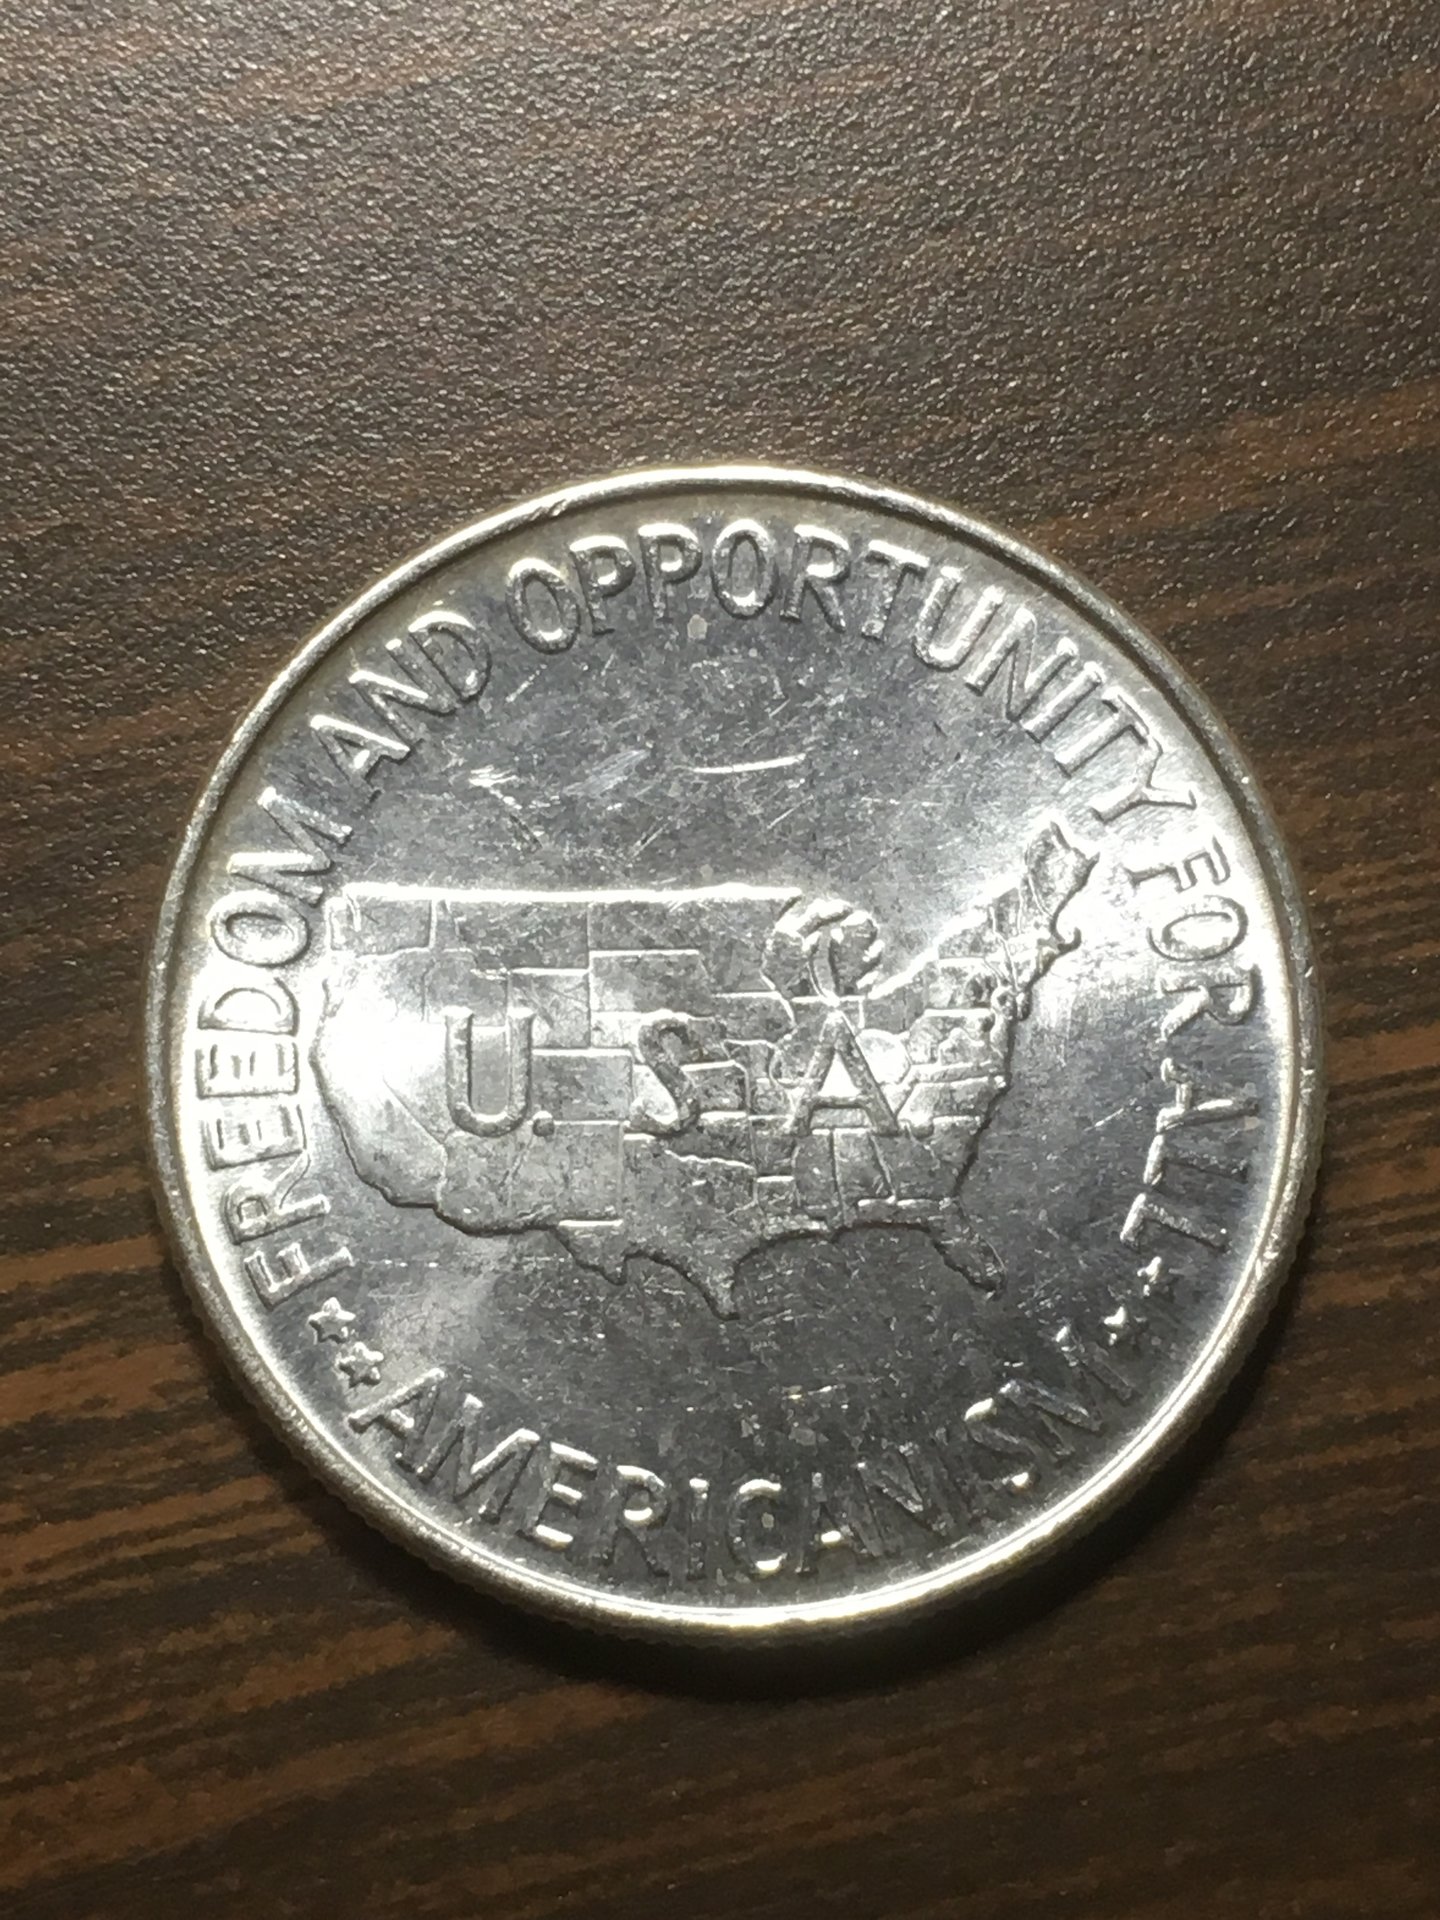 FREEDOM AND OPPORTUNITY FOR ALL
U.S.A.
AMERICANISM